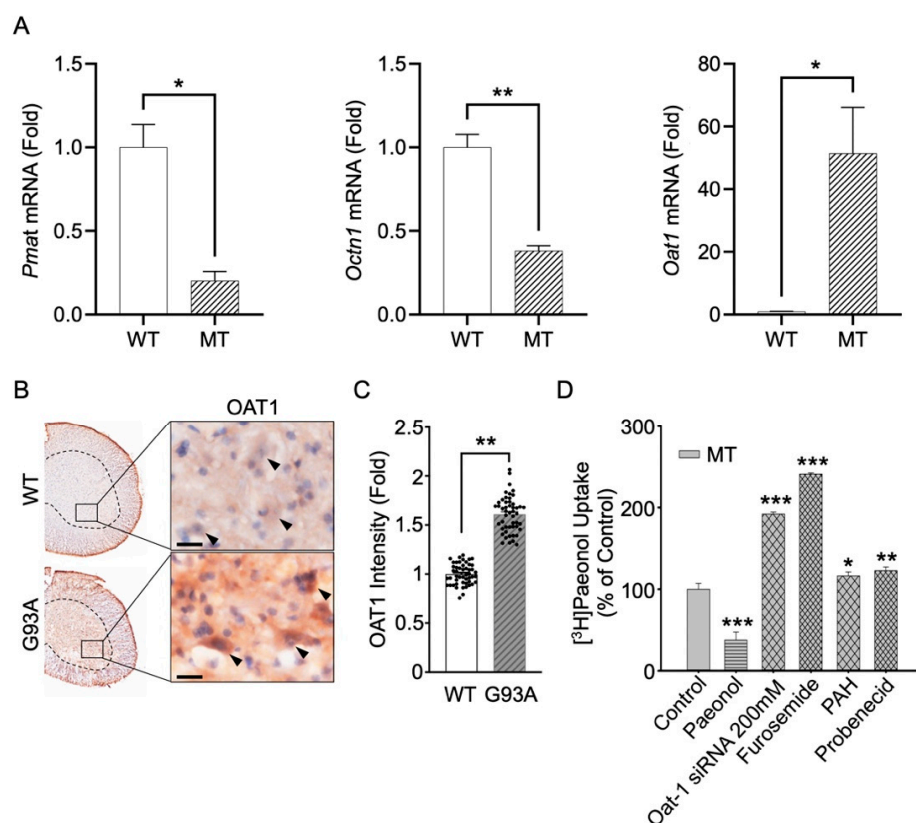 A
Pmat mRNA (Fold)
1.5
1.0
0.5
0.0
*
WT
MT
Octn1 mRNA (Fold)
1.5
1.0
0.5
0.0
**
WT
MT
Oat1 mRNA (Fold)
80
60
40
20
0
*
WT
MT
B
OAT1
WT
G93A
C
OAT1 Intensity (Fold)
2.5
2
1.5
1
0.5
0
**
WT
G93A
D
[³H]Paeonol Uptake
(% of Control)
300
200
100
0
MT
***
***
***
*
**
Control
Paeonol
Oat-1 siRNA 200mM
Furosemide
PAH
Probenecid